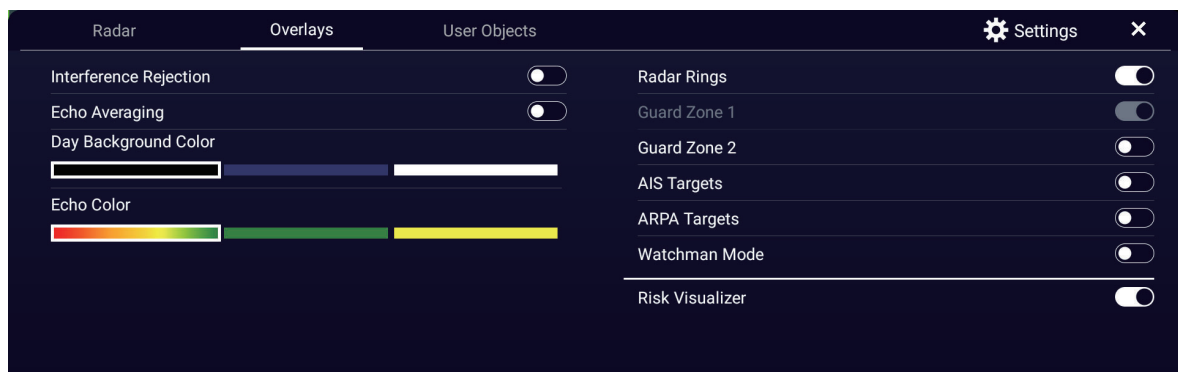 Radar
Overlays
User Objects
Settings
Interference Rejection
Echo Averaging
Day Background Color
Echo Color
Radar Rings
Guard Zone 1
Guard Zone 2
AIS Targets
ARPA Targets
Watchman Mode
Risk Visualizer